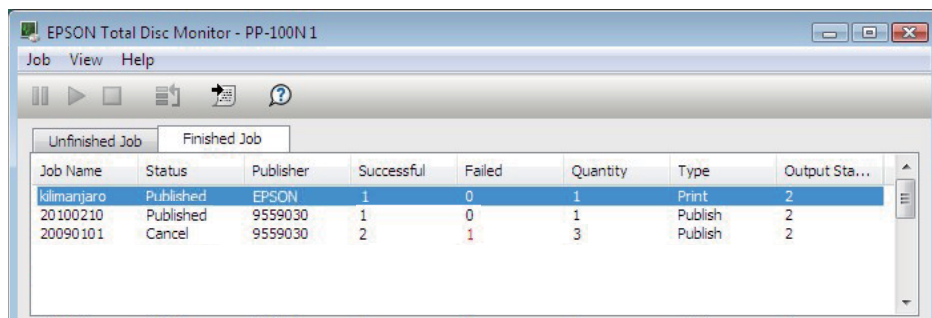 EPSON Total Disc Monitor - PP-100N 1
Job View Help
Unfinished Job Finished Job
Job Name Status Publisher Successful Failed Quantity Type Output Sta...
kilimanjaro Published EPSON 1 0 1 Print 2
20100210 Published 9559030 1 0 1 Publish 2
20090101 Cancel 9559030 2 1 3 Publish 2